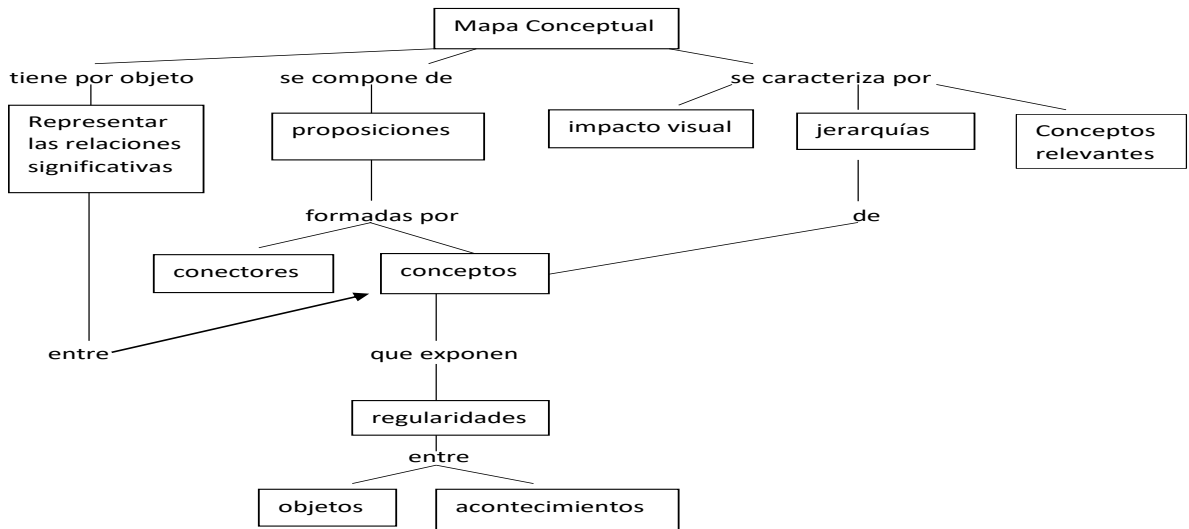 Mapa Conceptual
tiene por objeto
se compone de
se caracteriza por
Representar
las relaciones
significativas
proposiciones
impacto visual
jerarquías
Conceptos
relevantes
formadas por
de
conectores
conceptos
entre
que exponen
regularidades
entre
objetos
acontecimientos